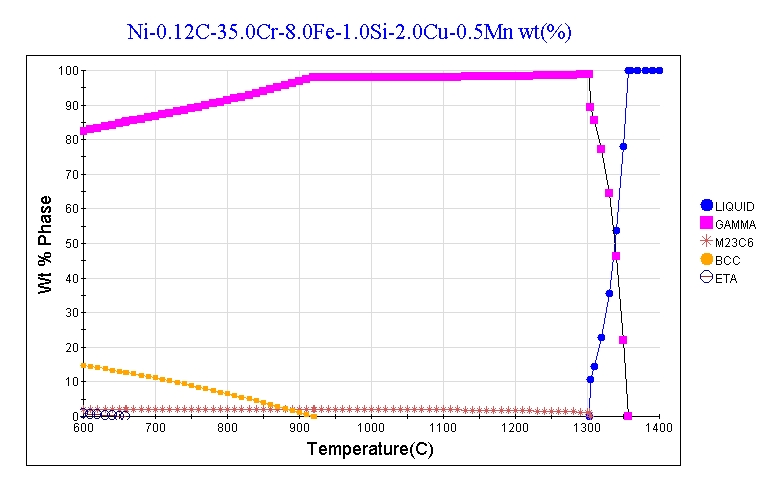 Ni-0.12C-35.0Cr-8.0Fe-1.0Si-2.0Cu-0.5Mn wt(%)
100
90
80
70
60
50
40
30
20
10
0
Wt % Phase
600 700 800 900 1000 1100 1200 1300 1400
Temperature(C)
LIQUID
GAMMA
M23C6
BCC
ETA